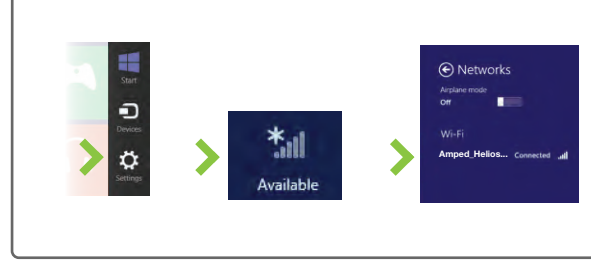 Start
Devices
Settings
Available
Networks
Airplane mode
Off
Wi-Fi
Amped_Helios... Connected